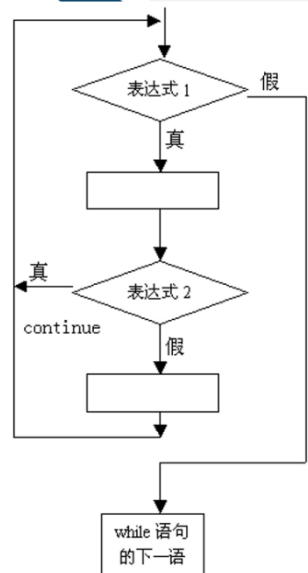 表达式 1
假
真
真
表达式 2
continue
假
while 语句
的下一语